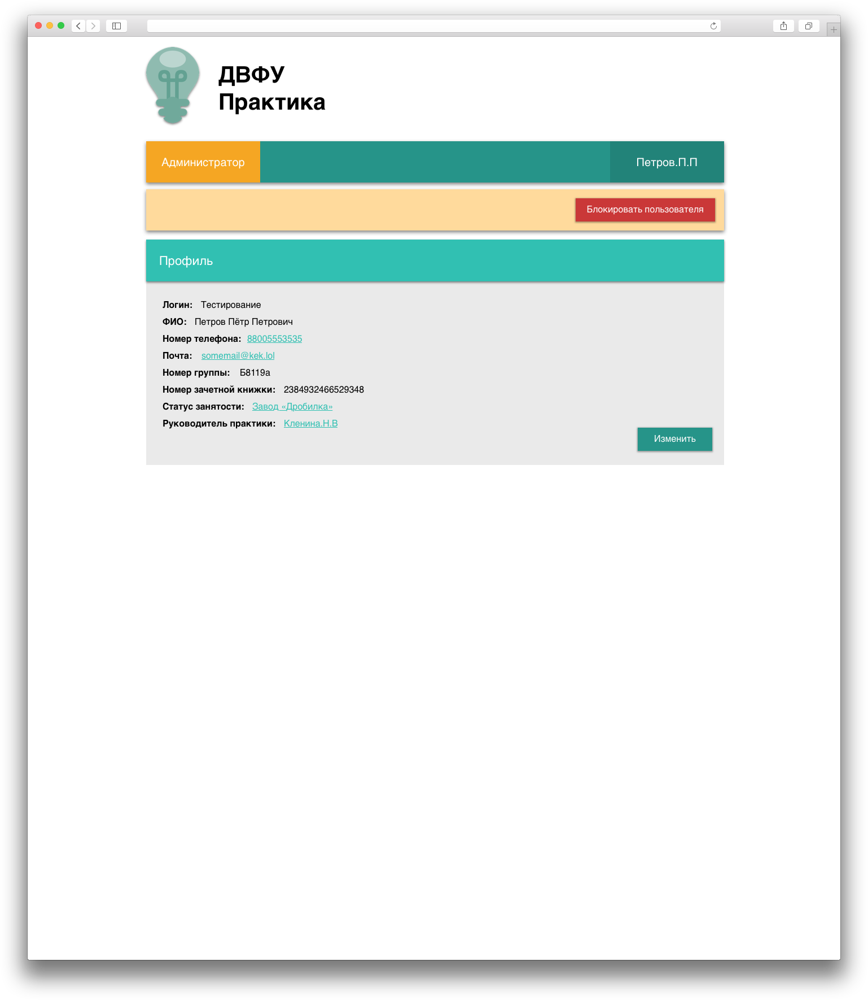 ДВФУ
Практика
Администратор
Петров.П.П
Блокировать пользователя
Профиль
Логин: Тестирование
ФИО: Петров Пётр Петрович
Номер телефона: 88005553535
Почта: somemail@kek.lol
Номер группы: Б8119а
Номер зачетной книжки: 2384932466529348
Статус занятости: Завод «Дробилка»
Руководитель практики: Кленина.Н.В
Изменить